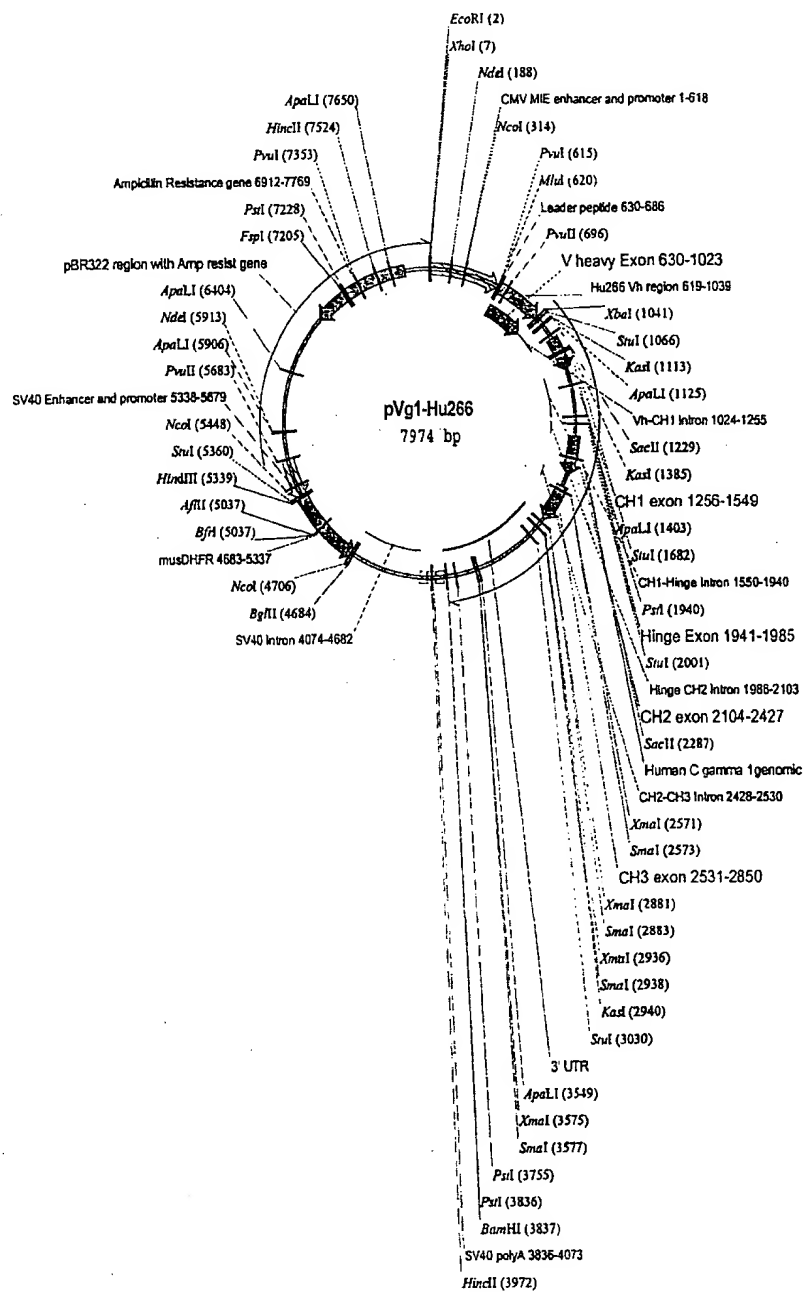 EcoRI (2)
XhoI (7)
NdeI (188)
CMV MIE enhancer and promoter 1-618
NcoI (314)
PvuI (615)
MluI (620)
Leader peptide 630-686
PvuII (696)
V heavy Exon 630-1023
Hu266 Vh region 619-1039
XbaI (1041)
StuI (1066)
KasI (1113)
ApaLI (1125)
Vh-CH1 Intron 1024-1255
SacII (1229)
KasI (1385)
CH1 exon 1256-1549
ApaLI (1403)
StuI (1682)
CH1-Hinge Intron 1550-1940
PstI (1940)
Hinge Exon 1941-1985
StuI (2001)
Hinge CH2 Intron 1986-2103
CH2 exon 2104-2427
SacII (2287)
Human C gamma 1genomic
CH2-CH3 Intron 2428-2530
XmaI (2571)
SmaI (2573)
CH3 exon 2531-2850
XmaI (2881)
SmaI (2883)
XmaI (2936)
SmaI (2938)
KasI (2940)
StuI (3030)
3' UTR
ApaLI (3549)
XmaI (3575)
SmaI (3577)
PstI (3755)
PstI (3836)
BamHI (3837)
SV40 polyA 3836-4073
HincII (3972)
ApaLI (7650)
HincII (7524)
PvuI (7353)
Ampicillin Resistance gene 6912-7769
PstI (7228)
FspI (7205)
pBR322 region with Amp resist gene
ApaLI (6404)
NdeI (5913)
ApaLI (5906)
PvuII (5683)
SV40 Enhancer and promoter 5338-5679
NcoI (5448)
StuI (5360)
HindIII (5339)
AflII (5037)
BfrI (5037)
musDHFR 4683-5337
NcoI (4706)
BglII (4684)
SV40 Intron 4074-4682
pVg1-Hu266
7974 bp